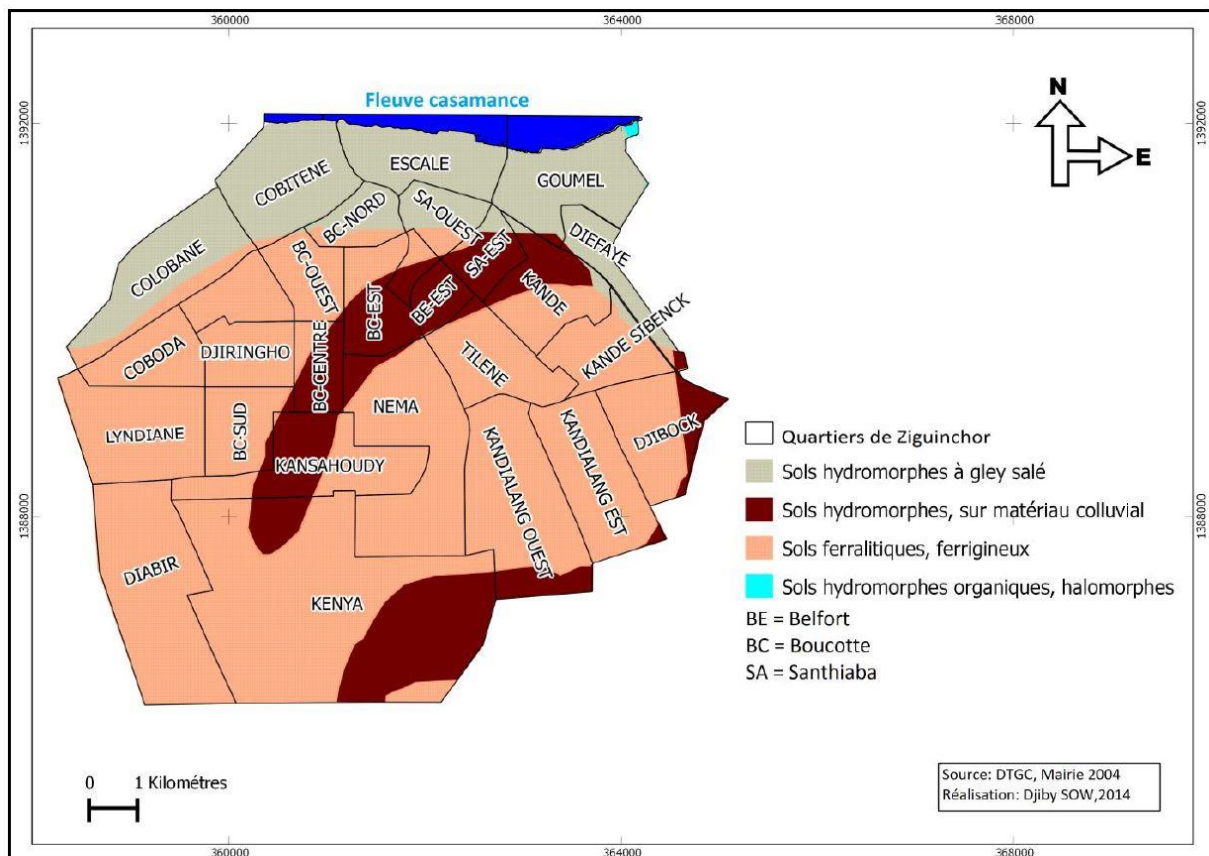 360000
364000
368000
Fleuve casamance
1392000
1392000
N
E
ESCALE
COBITENE
GOUMEL
BC-NORD
SA-OUEST
DIEFAYE
COLOBANE
BC-OUEST
SA-EST
BC-EST
BE-EST
KANDE
KANDE SIBENCK
COBODA
DJIRINGHO
BC-CENTRE
TILENE
NEMA
LYNDIANE
BC-SUD
KANSAHOUDY
KANDIALANG OUEST
KANDIALANG EST
DJIBOCK
Quartiers de Ziguinchor
Sols hydromorphes à gley salé
Sols hydromorphes, sur matériau colluvial
Sols ferralitiques, ferrigineux
Sols hydromorphes organiques, halomorphes
BE = Belfort
BC = Boucotte
SA = Santhiaba
1388000
1388000
DIABIR
KENYA
0 1 Kilométres
Source: DTGC, Mairie 2004
Réalisation: Djiby SOW,2014
360000
364000
368000